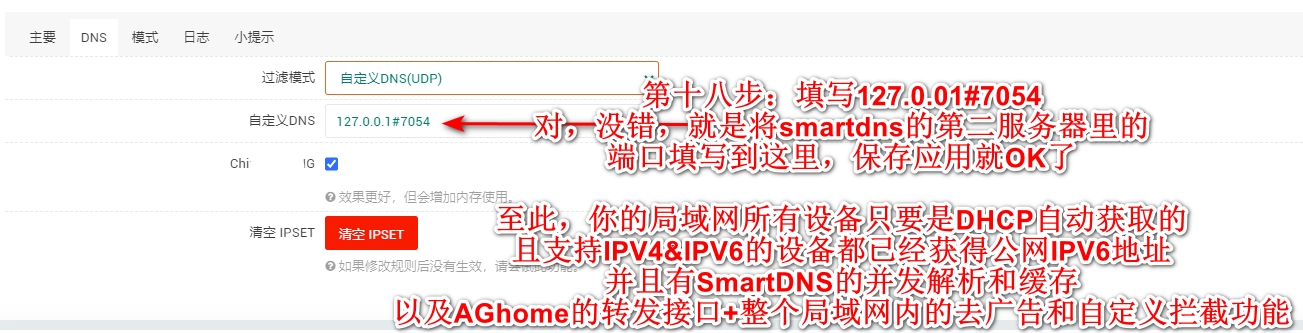 主要 DNS 模式 日志 小提示
过滤模式 自定义DNS(UDP)
第十八步：填写127.0.01#7054
自定义DNS 127.0.0.1#7054
对，没错，就是将smartdns的第二服务器里的
端口填写到这里，保存应用就OK了
Chi !G
效果更好，但会增加内存使用。
至此，你的局域网所有设备只要是DHCP自动获取的
清空 IPSET 清空 IPSET
且支持IPV4&IPV6的设备都已经获得公网IPV6地址
如果修改规则后没有生效，请尝试此功能。
并且有SmartDNS的并发解析和缓存
以及AGhome的转发接口+整个局域网内的去广告和自定义拦截功能